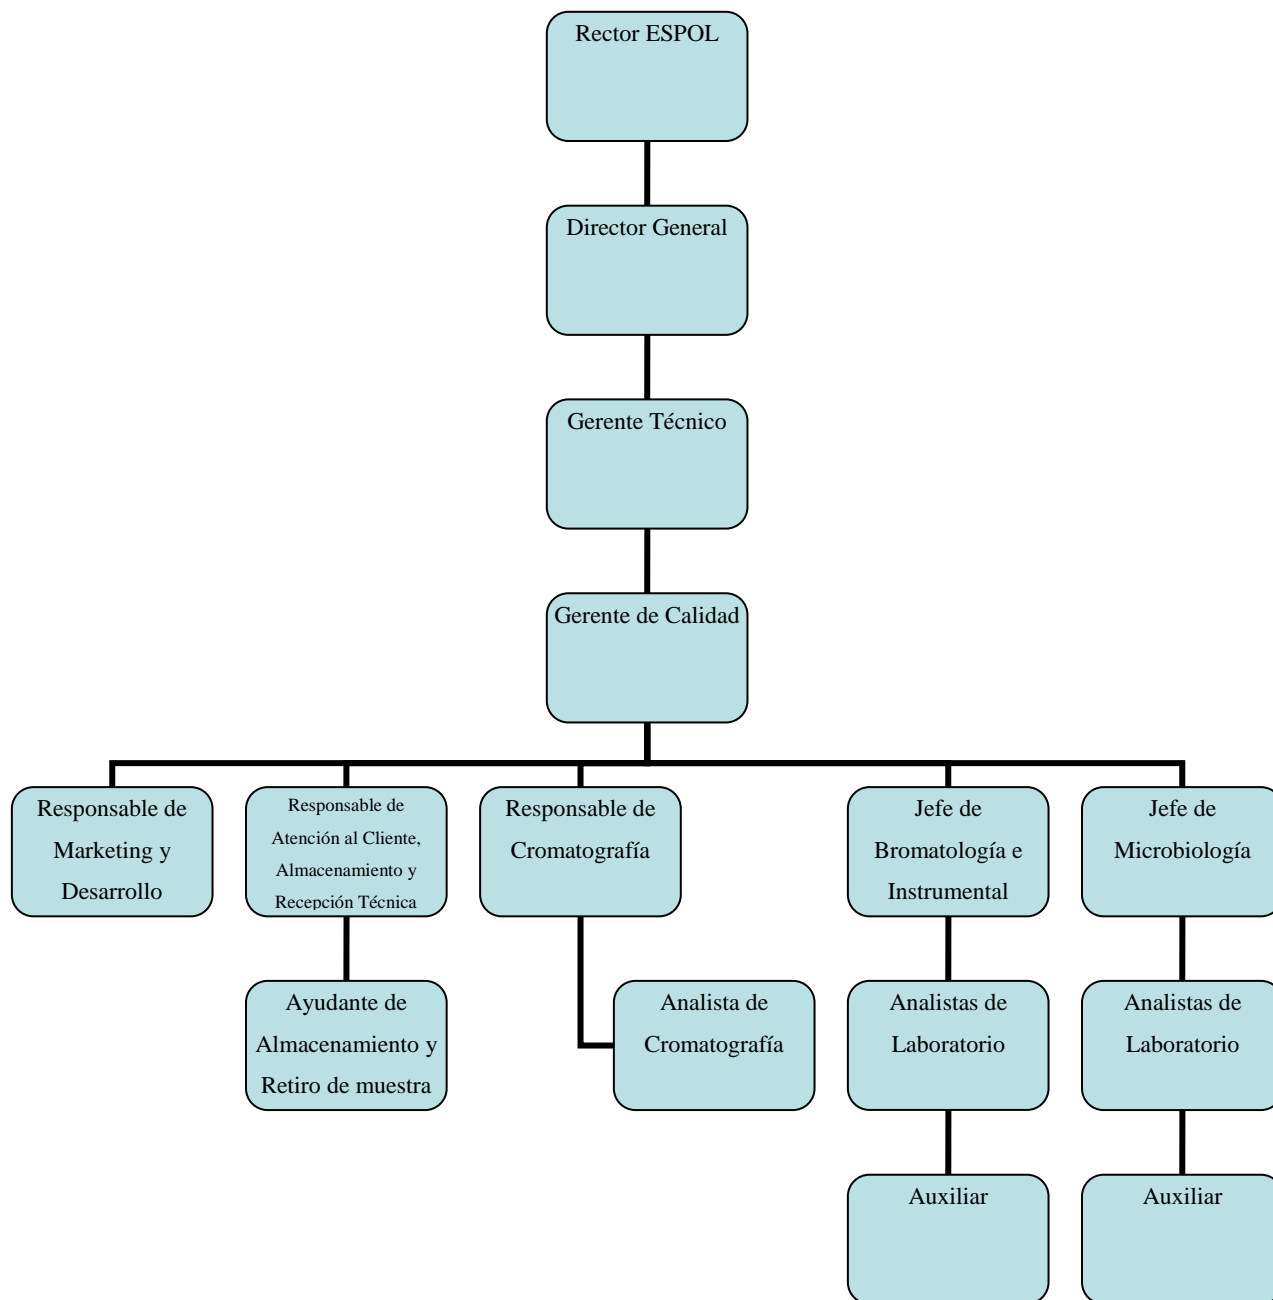 Rector ESPOL
Director General
Gerente Técnico
Gerente de Calidad
Responsable de
Marketing y
Desarrollo
Responsable de
Atención al Cliente,
Almacenamiento y
Recepción Técnica
Responsable de
Cromatografía
Jefe de
Bromatología e
Instrumental
Jefe de
Microbiología
Ayudante de
Almacenamiento y
Retiro de muestra
Analista de
Cromatografía
Analistas de
Laboratorio
Analistas de
Laboratorio
Auxiliar
Auxiliar